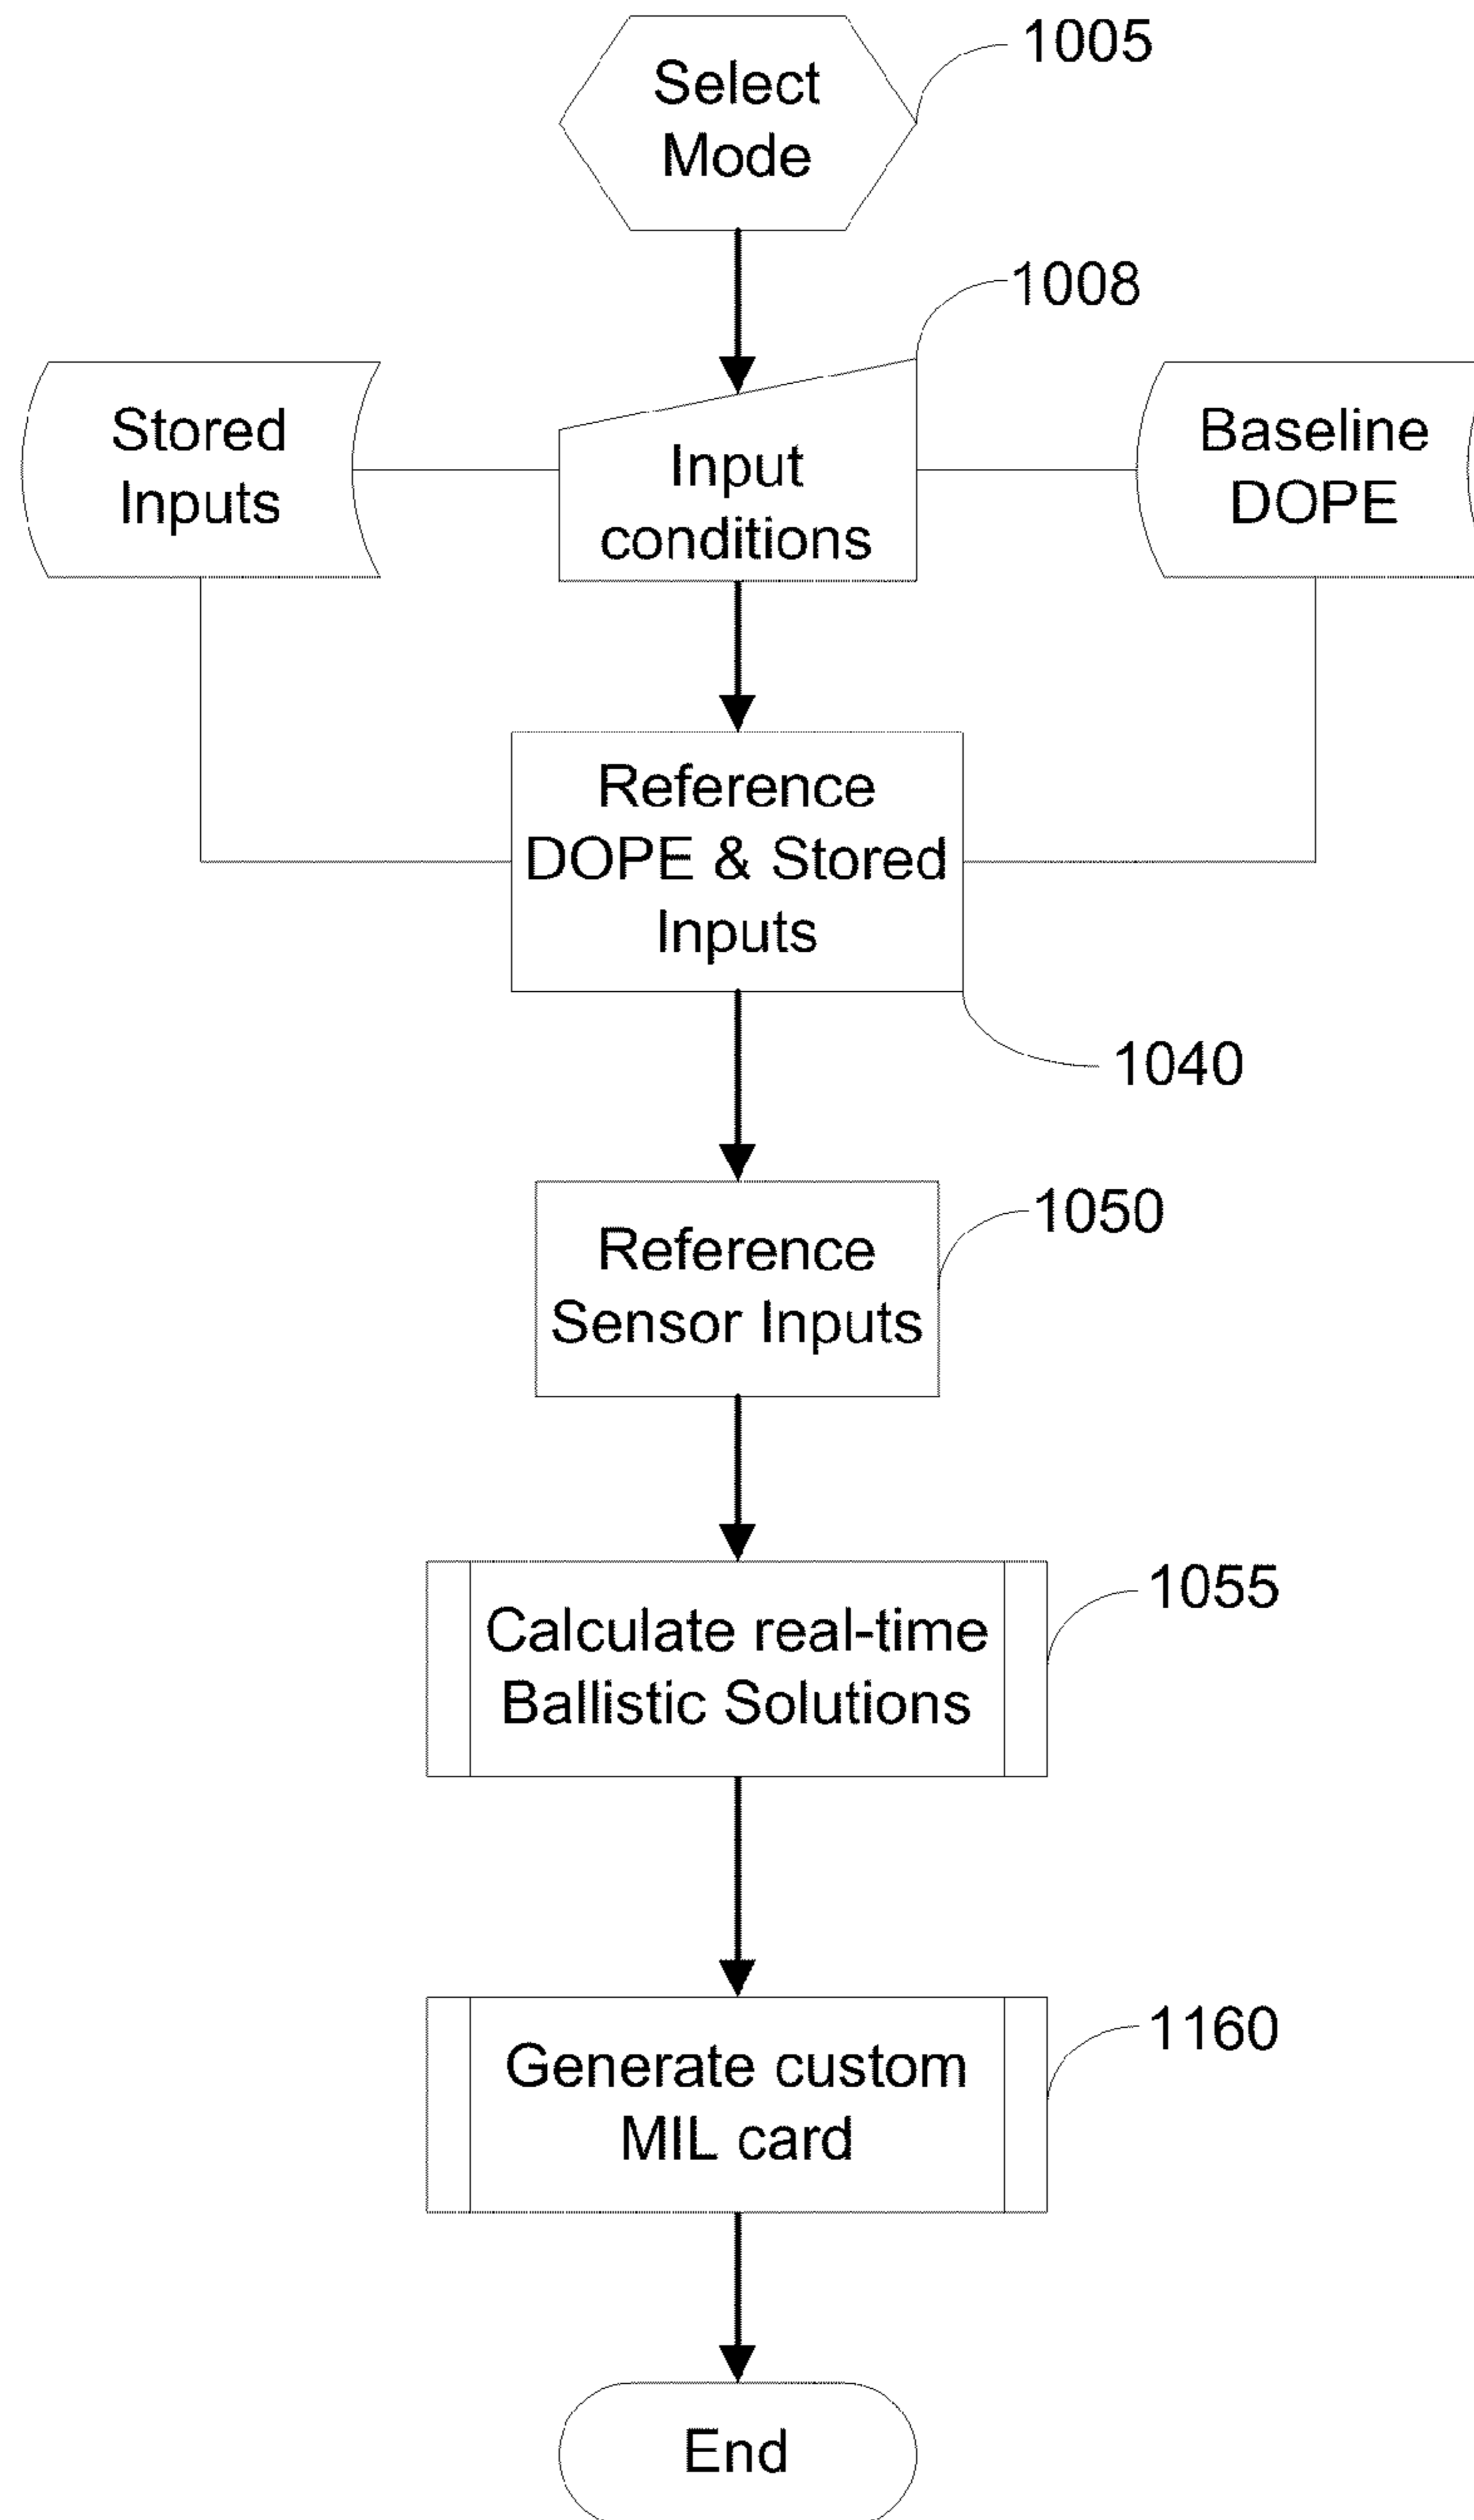 Select
Mode
1005
1008
Stored
Inputs
Input
conditions
Baseline
DOPE
Reference
DOPE & Stored
Inputs
1040
Reference
Sensor Inputs
1050
Calculate real-time
Ballistic Solutions
1055
Generate custom
MIL card
1160
End